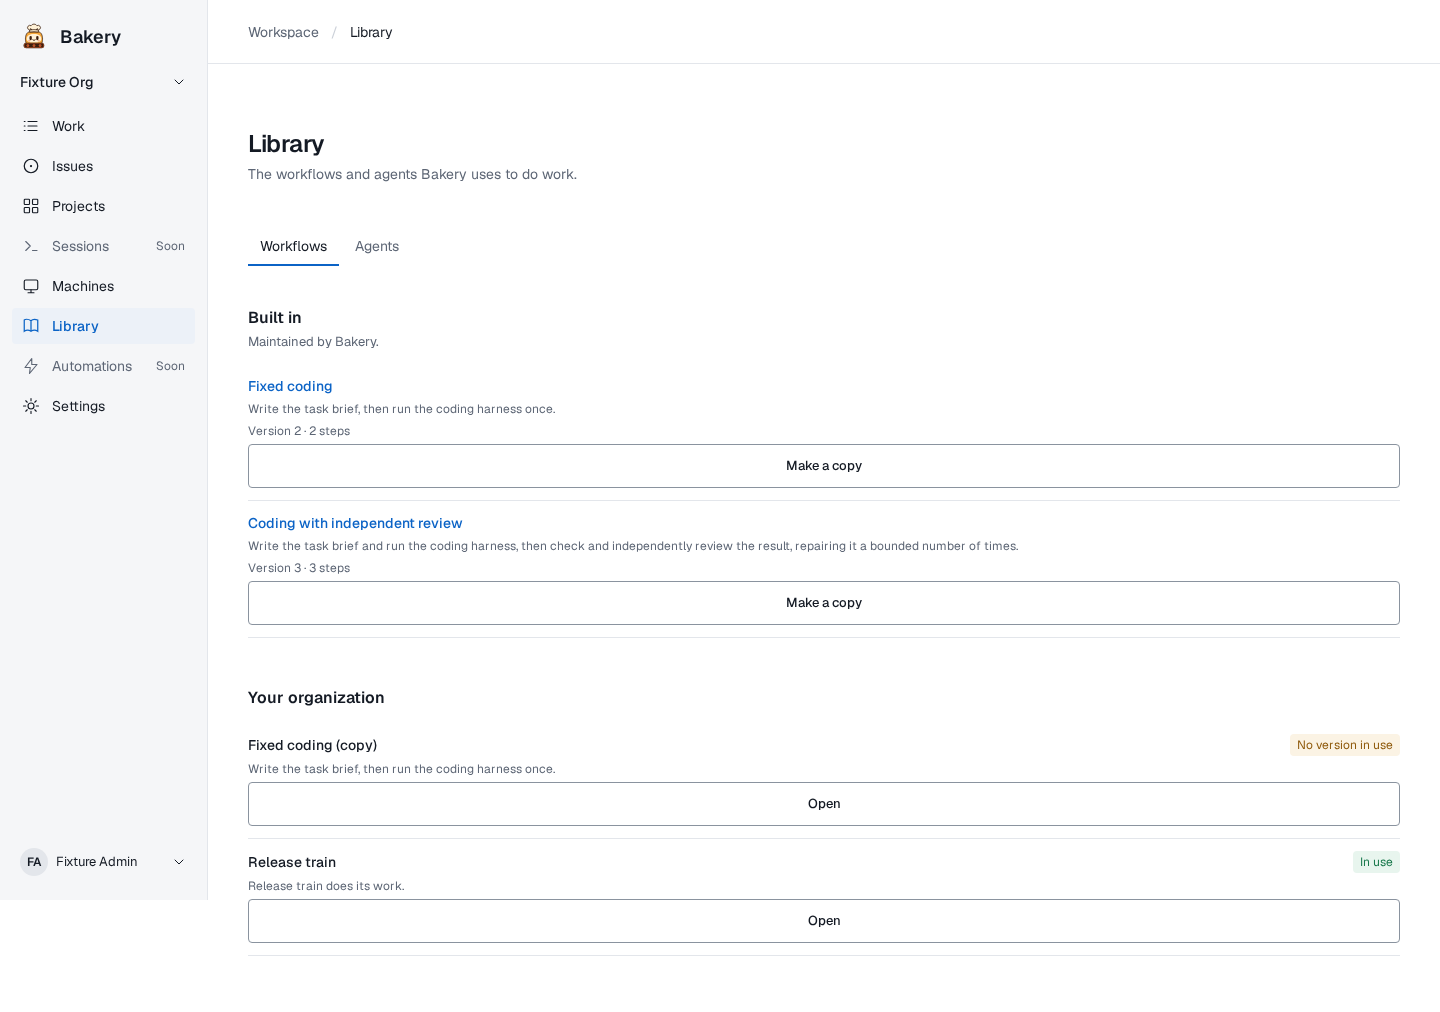 Bakery
Fixture Org
Work
Issues
Projects
Sessions Soon
Machines
Library
Automations Soon
Settings
FA Fixture Admin
Workspace / Library
Library
The workflows and agents Bakery uses to do work.
Workflows Agents
Built in
Maintained by Bakery.
Fixed coding
Write the task brief, then run the coding harness once.
Version 2 · 2 steps
Make a copy
Coding with independent review
Write the task brief and run the coding harness, then check and independently review the result, repairing it a bounded number of times.
Version 3 · 3 steps
Make a copy
Your organization
Fixed coding (copy) No version in use
Write the task brief, then run the coding harness once.
Open
Release train In use
Release train does its work.
Open